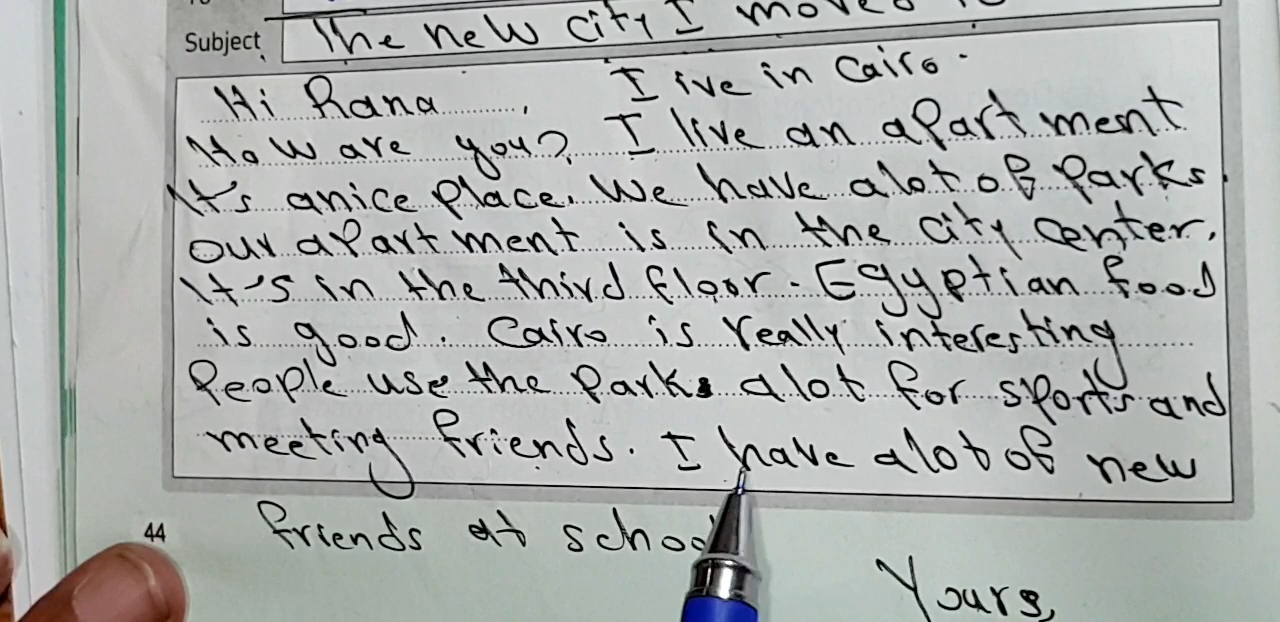 Subject The new city I moved
Hi Rana, I ive in Cairo.
How are you? I live an apartment
It's anice place. We have alot of parks.
our apartment is in the city center.
It's in the third floor. Egyptian food
is good. Cairo is really interesting
People use the parks alot for sports and
meeting friends. I have alot of new
friends at schoo
44
Yours,